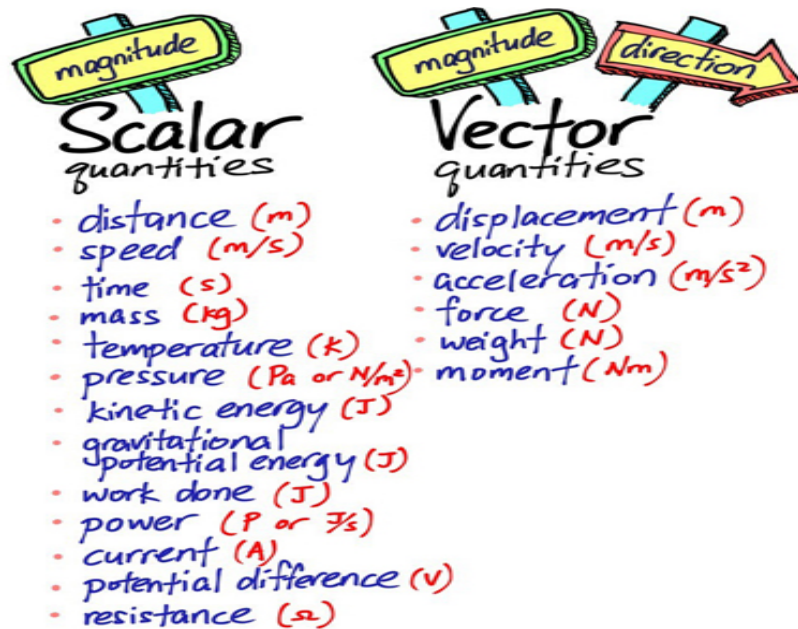 magnitude
Scalar
quantities
• distance (m)
• speed (m/s)
• time (s)
• mass (kg)
• temperature (K)
• pressure (Pa or N/m²)
• kinetic energy (J)
• gravitational
potential energy (J)
• work done (J)
• power (P or J/s)
• current (A)
• potential difference (V)
• resistance (Ω)
magnitude
direction
Vector
quantities
• displacement (m)
• velocity (m/s)
• acceleration (m/s²)
• force (N)
• weight (N)
• moment (Nm)